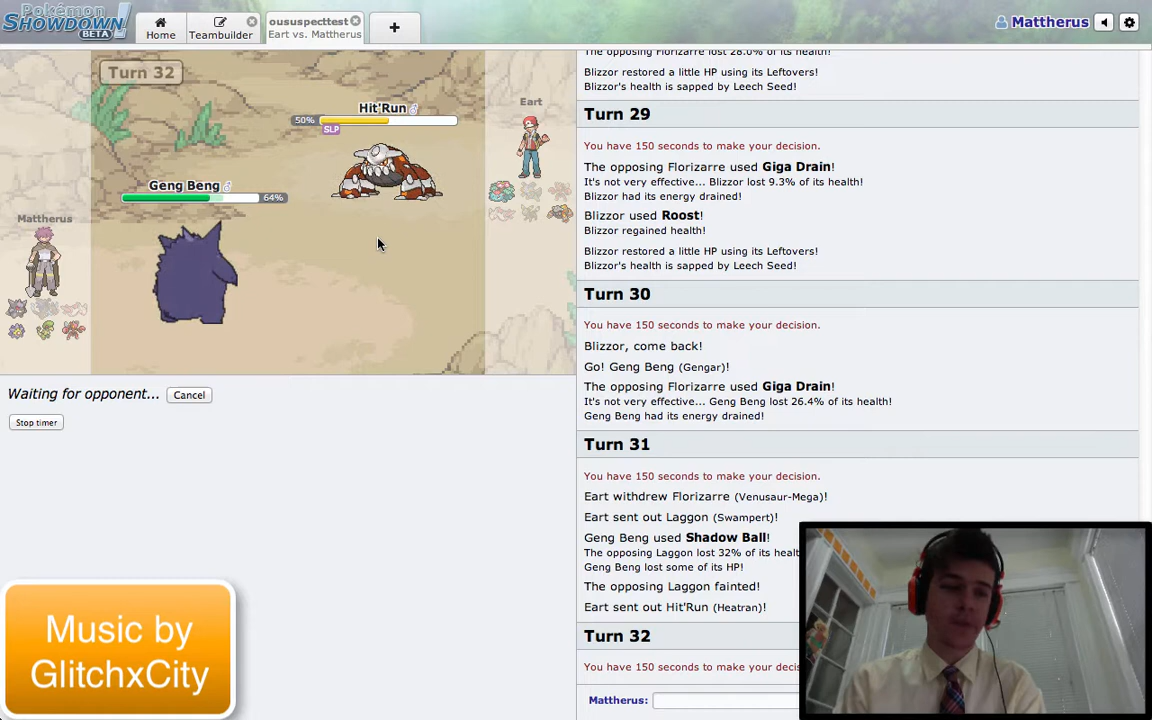 Pokémon
SHOWDOWN!
BETA
Home
Teambuilder
oususpecttest
Eart vs. Mattherus
+
Mattherus
Turn 32
Hit'Run ♂
50%
SLP
Geng Beng ♂
64%
Eart
Mattherus
Waiting for opponent... Cancel
Stop timer
The opposing Florizarre lost 28.0% of its health!
Blizzor restored a little HP using its Leftovers!
Blizzor's health is sapped by Leech Seed!
Turn 29
You have 150 seconds to make your decision.
The opposing Florizarre used Giga Drain!
It's not very effective... Blizzor lost 9.3% of its health!
Blizzor had its energy drained!
Blizzor used Roost!
Blizzor regained health!
Blizzor restored a little HP using its Leftovers!
Blizzor's health is sapped by Leech Seed!
Turn 30
You have 150 seconds to make your decision.
Blizzor, come back!
Go! Geng Beng (Gengar)!
The opposing Florizarre used Giga Drain!
It's not very effective... Geng Beng lost 26.4% of its health!
Geng Beng had its energy drained!
Turn 31
You have 150 seconds to make your decision.
Eart withdrew Florizarre (Venusaur-Mega)!
Eart sent out Laggon (Swampert)!
Geng Beng used Shadow Ball!
The opposing Laggon lost 32% of its healt
Geng Beng lost some of its HP!
The opposing Laggon fainted!
Eart sent out Hit'Run (Heatran)!
Turn 32
You have 150 seconds to make your decis
Mattherus:
Music by
GlitchxCity